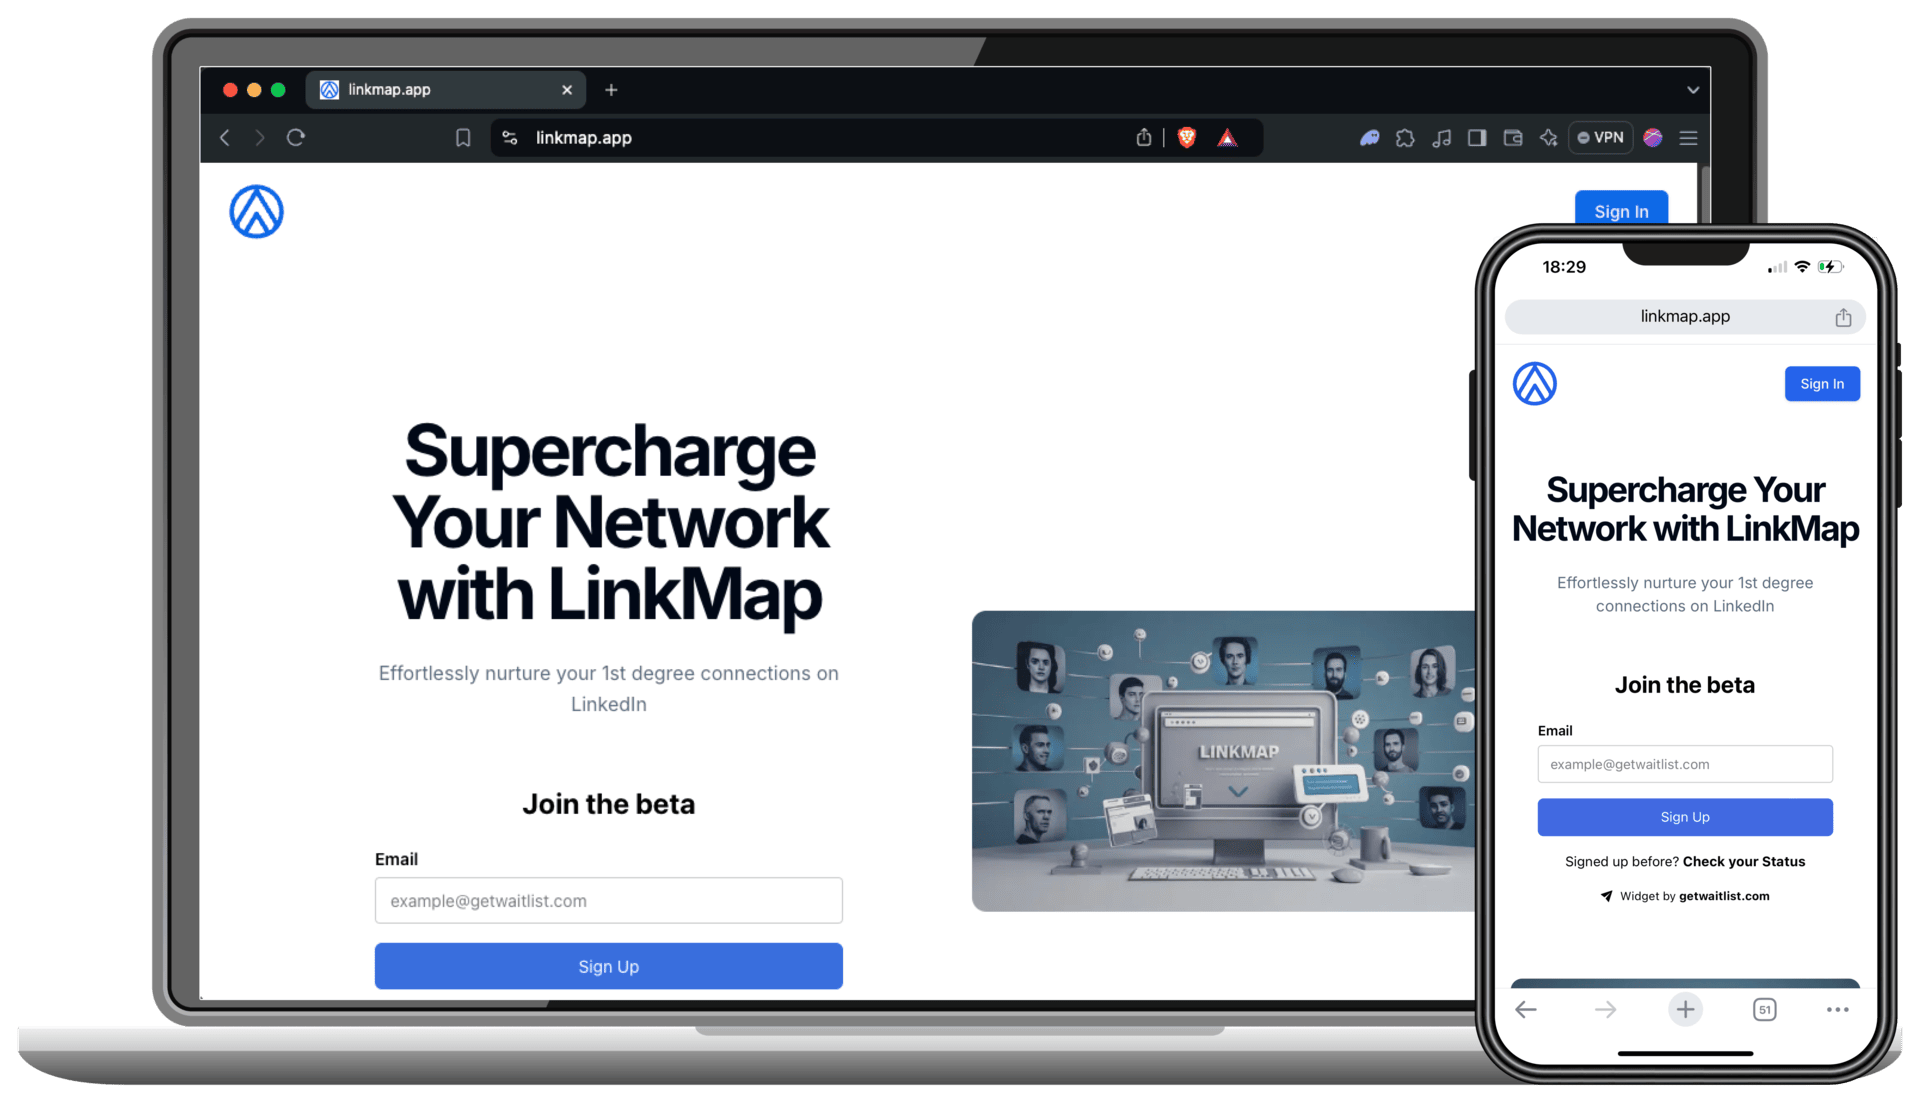 linkmap.app
linkmap.app
VPN
Sign In
Supercharge
Your Network
with LinkMap
Effortlessly nurture your 1st degree connections on
LinkedIn
Join the beta
Email
example@getwaitlist.com
Sign Up
LINKMAP
18:29
linkmap.app
Sign In
Supercharge Your
Network with LinkMap
Effortlessly nurture your 1st degree
connections on LinkedIn
Join the beta
Email
example@getwaitlist.com
Sign Up
Signed up before? Check your Status
Widget by getwaitlist.com
51